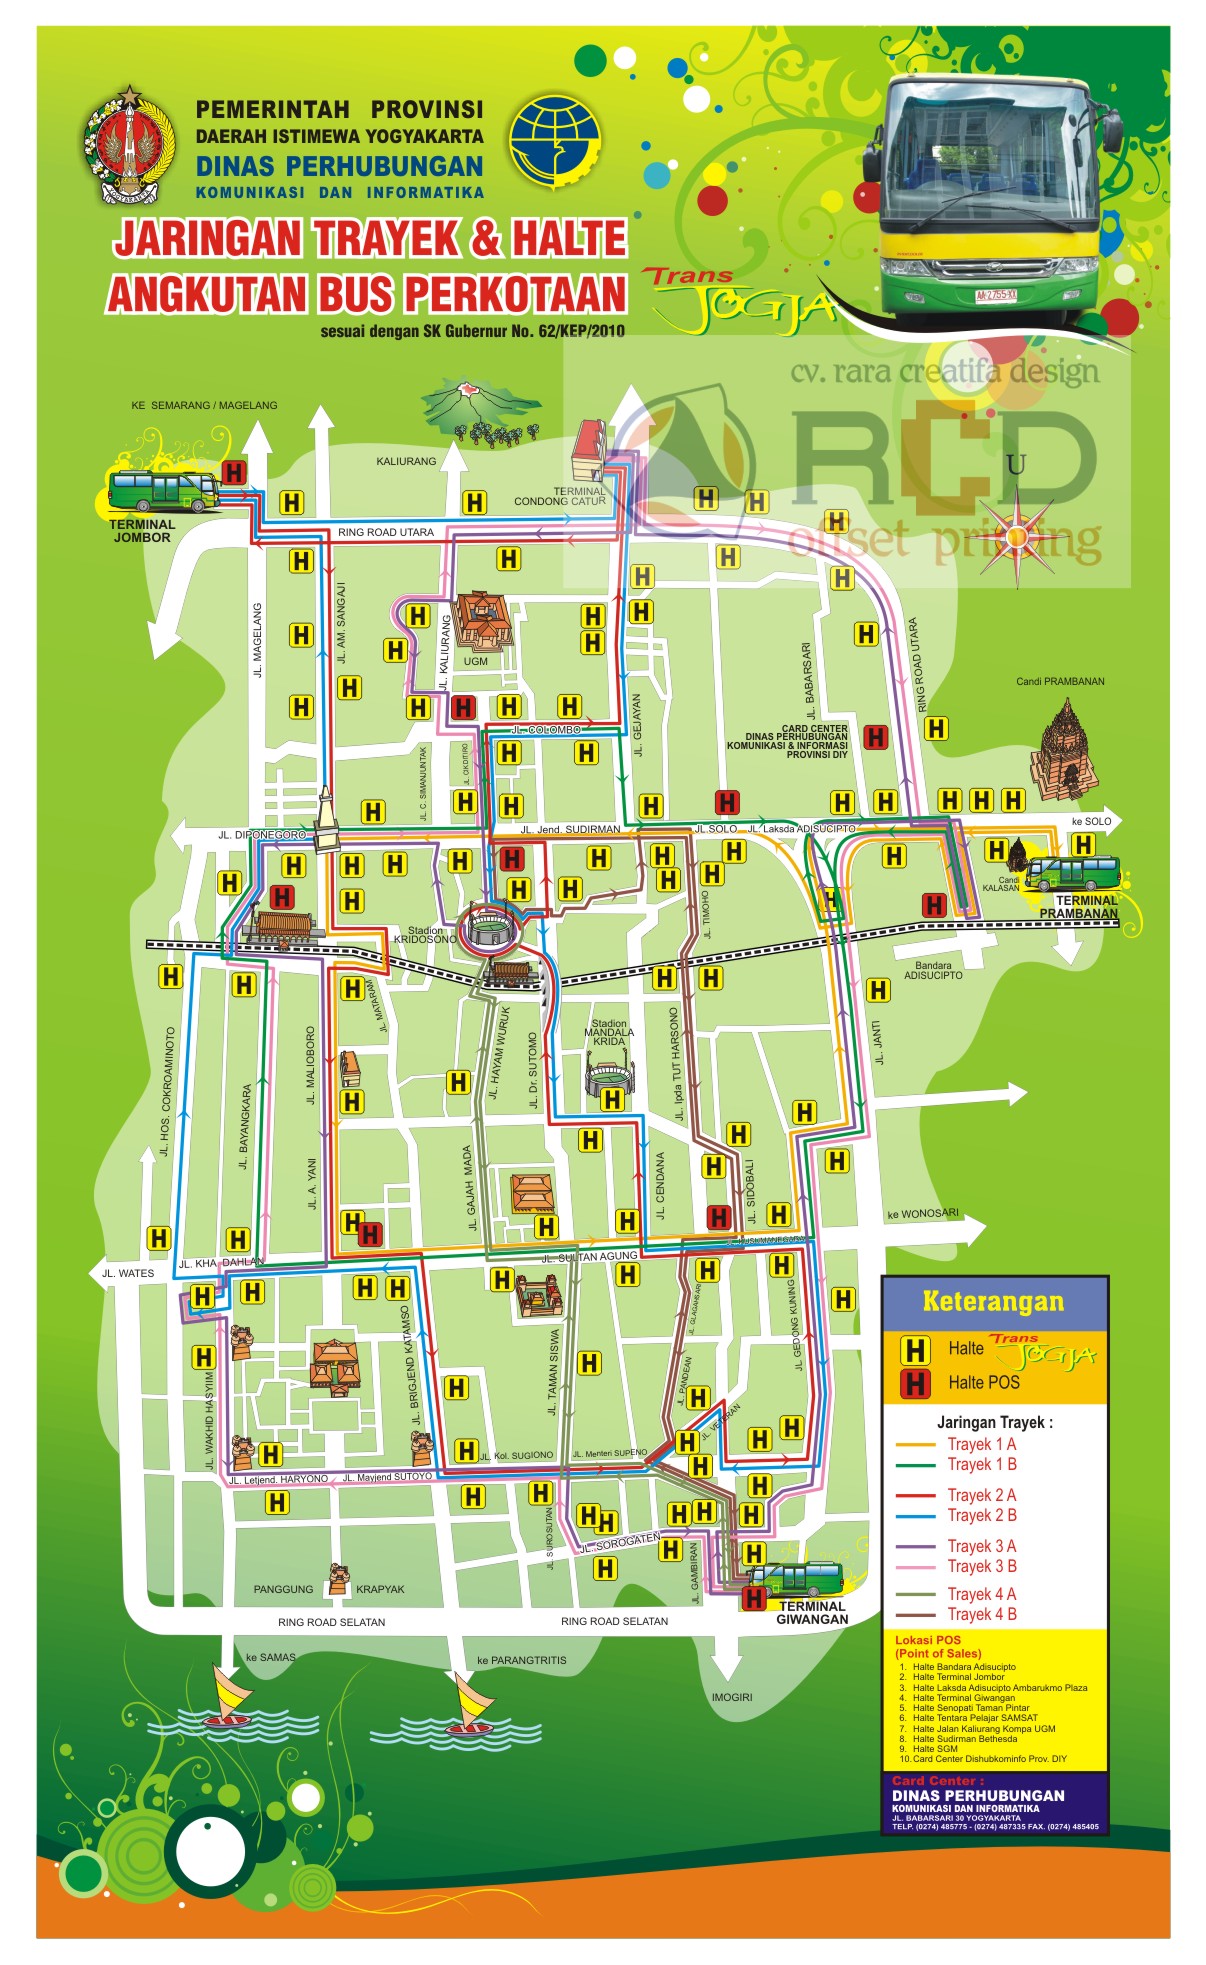 PEMERINTAH PROVINSI
DAERAH ISTIMEWA YOGYAKARTA
DINAS PERHUBUNGAN
KOMUNIKASI DAN INFORMATIKA
JARINGAN TRAYEK & HALTE
ANGKUTAN BUS PERKOTAAN
sesuai dengan SK Gubernur No. 62/KEP/2010
Trans
JOGJA
AA-2755-XX
cv. rara creatifa design
RCD
offset printing
U
KE SEMARANG / MAGELANG
KALIURANG
TERMINAL
CONDONG CATUR
TERMINAL
JOMBOR
RING ROAD UTARA
JL. MAGELANG
JL. AM. SANGAJI
JL. KALIURANG
UGM
JL. GEJAYAN
JL. BABARSARI
RING ROAD UTARA
Candi PRAMBANAN
JL. COLOMBO
CARD CENTER
DINAS PERHUBUNGAN
KOMUNIKASI & INFORMASI
PROVINSI DIY
JL. C. SIMANJUNTAK
JL. CIKDITIRO
JL. DIPONEGORO
JL. Jend. SUDIRMAN
JL. SOLO
JL. Laksda ADISUCIPTO
ke SOLO
Candi
KALASAN
TERMINAL
PRAMBANAN
JL. TIMOHO
Stadion
KRIDOSONO
Bandara
ADISUCIPTO
JL. MATARAM
JL. HOS. COKROAMINOTO
JL. BAYANGKARA
JL. MALIOBORO
JL. HAYAM WURUK
JL. Dr. SUTOMO
Stadion
MANDALA
KRIDA
JL. Ipda TUT HARSONO
JL. JANTI
JL. A. YANI
JL. GAJAH MADA
JL. CENDANA
JL. SIDOBALI
ke WONOSARI
JL. WATES
JL. KHA DAHLAN
JL. SULTAN AGUNG
JL. KUSUMANEGARA
JL. WAKHID HASYIIM
JL. BRIGJEND KATAMSO
JL. TAMAN SISWA
JL. GLAGAHSARI
JL. PANDEAN
JL. GEDONG KUNING
JL. VETERAN
JL. Letjend. HARYONO
JL. Mayjend SUTOYO
JL. Kol. SUGIONO
JL. Menteri SUPENO
JL. SUROSUTAN
JL. SOROGATEN
JL. GAMBIRAN
PANGGUNG
KRAPYAK
TERMINAL
GIWANGAN
RING ROAD SELATAN
RING ROAD SELATAN
ke SAMAS
ke PARANGTRITIS
IMOGIRI
Keterangan
H Halte Trans JOGJA
H Halte POS
Jaringan Trayek :
Trayek 1 A
Trayek 1 B
Trayek 2 A
Trayek 2 B
Trayek 3 A
Trayek 3 B
Trayek 4 A
Trayek 4 B
Lokasi POS
(Point of Sales)
1. Halte Bandara Adisucipto
2. Halte Terminal Jombor
3. Halte Laksda Adisucipto Ambarukmo Plaza
4. Halte Terminal Giwangan
5. Halte Senopati Taman Pintar
6. Halte Tentara Pelajar SAMSAT
7. Halte Jalan Kaliurang Kompa UGM
8. Halte Sudirman Bethesda
9. Halte SGM
10. Card Center Dishubkominfo Prov. DIY
Card Center :
DINAS PERHUBUNGAN
KOMUNIKASI DAN INFORMATIKA
JL. BABARSARI 30 YOGYAKARTA
TELP. (0274) 485775 - (0274) 487335 FAX. (0274) 485405